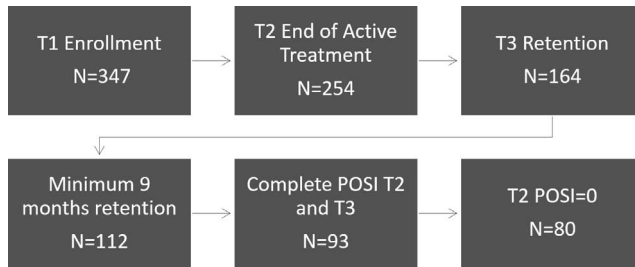 T1 Enrollment
N=347
T2 End of Active
Treatment
N=254
T3 Retention
N=164
Minimum 9
months retention
N=112
Complete POSI T2
and T3
N=93
T2 POSI=0
N=80